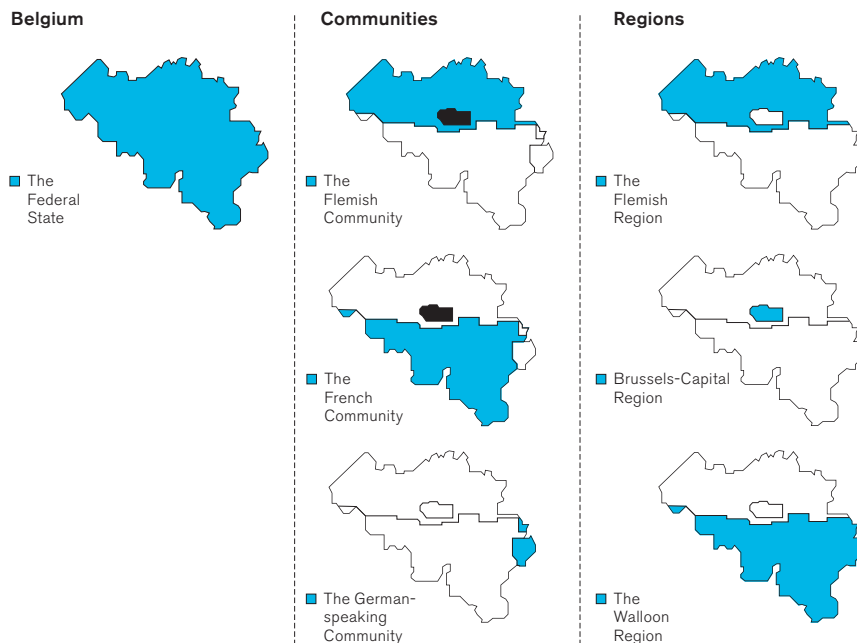 Belgium
The
Federal
State
Communities
The
Flemish
Community
The
French
Community
The German-
speaking
Community
Regions
The
Flemish
Region
Brussels-Capital
Region
The
Walloon
Region